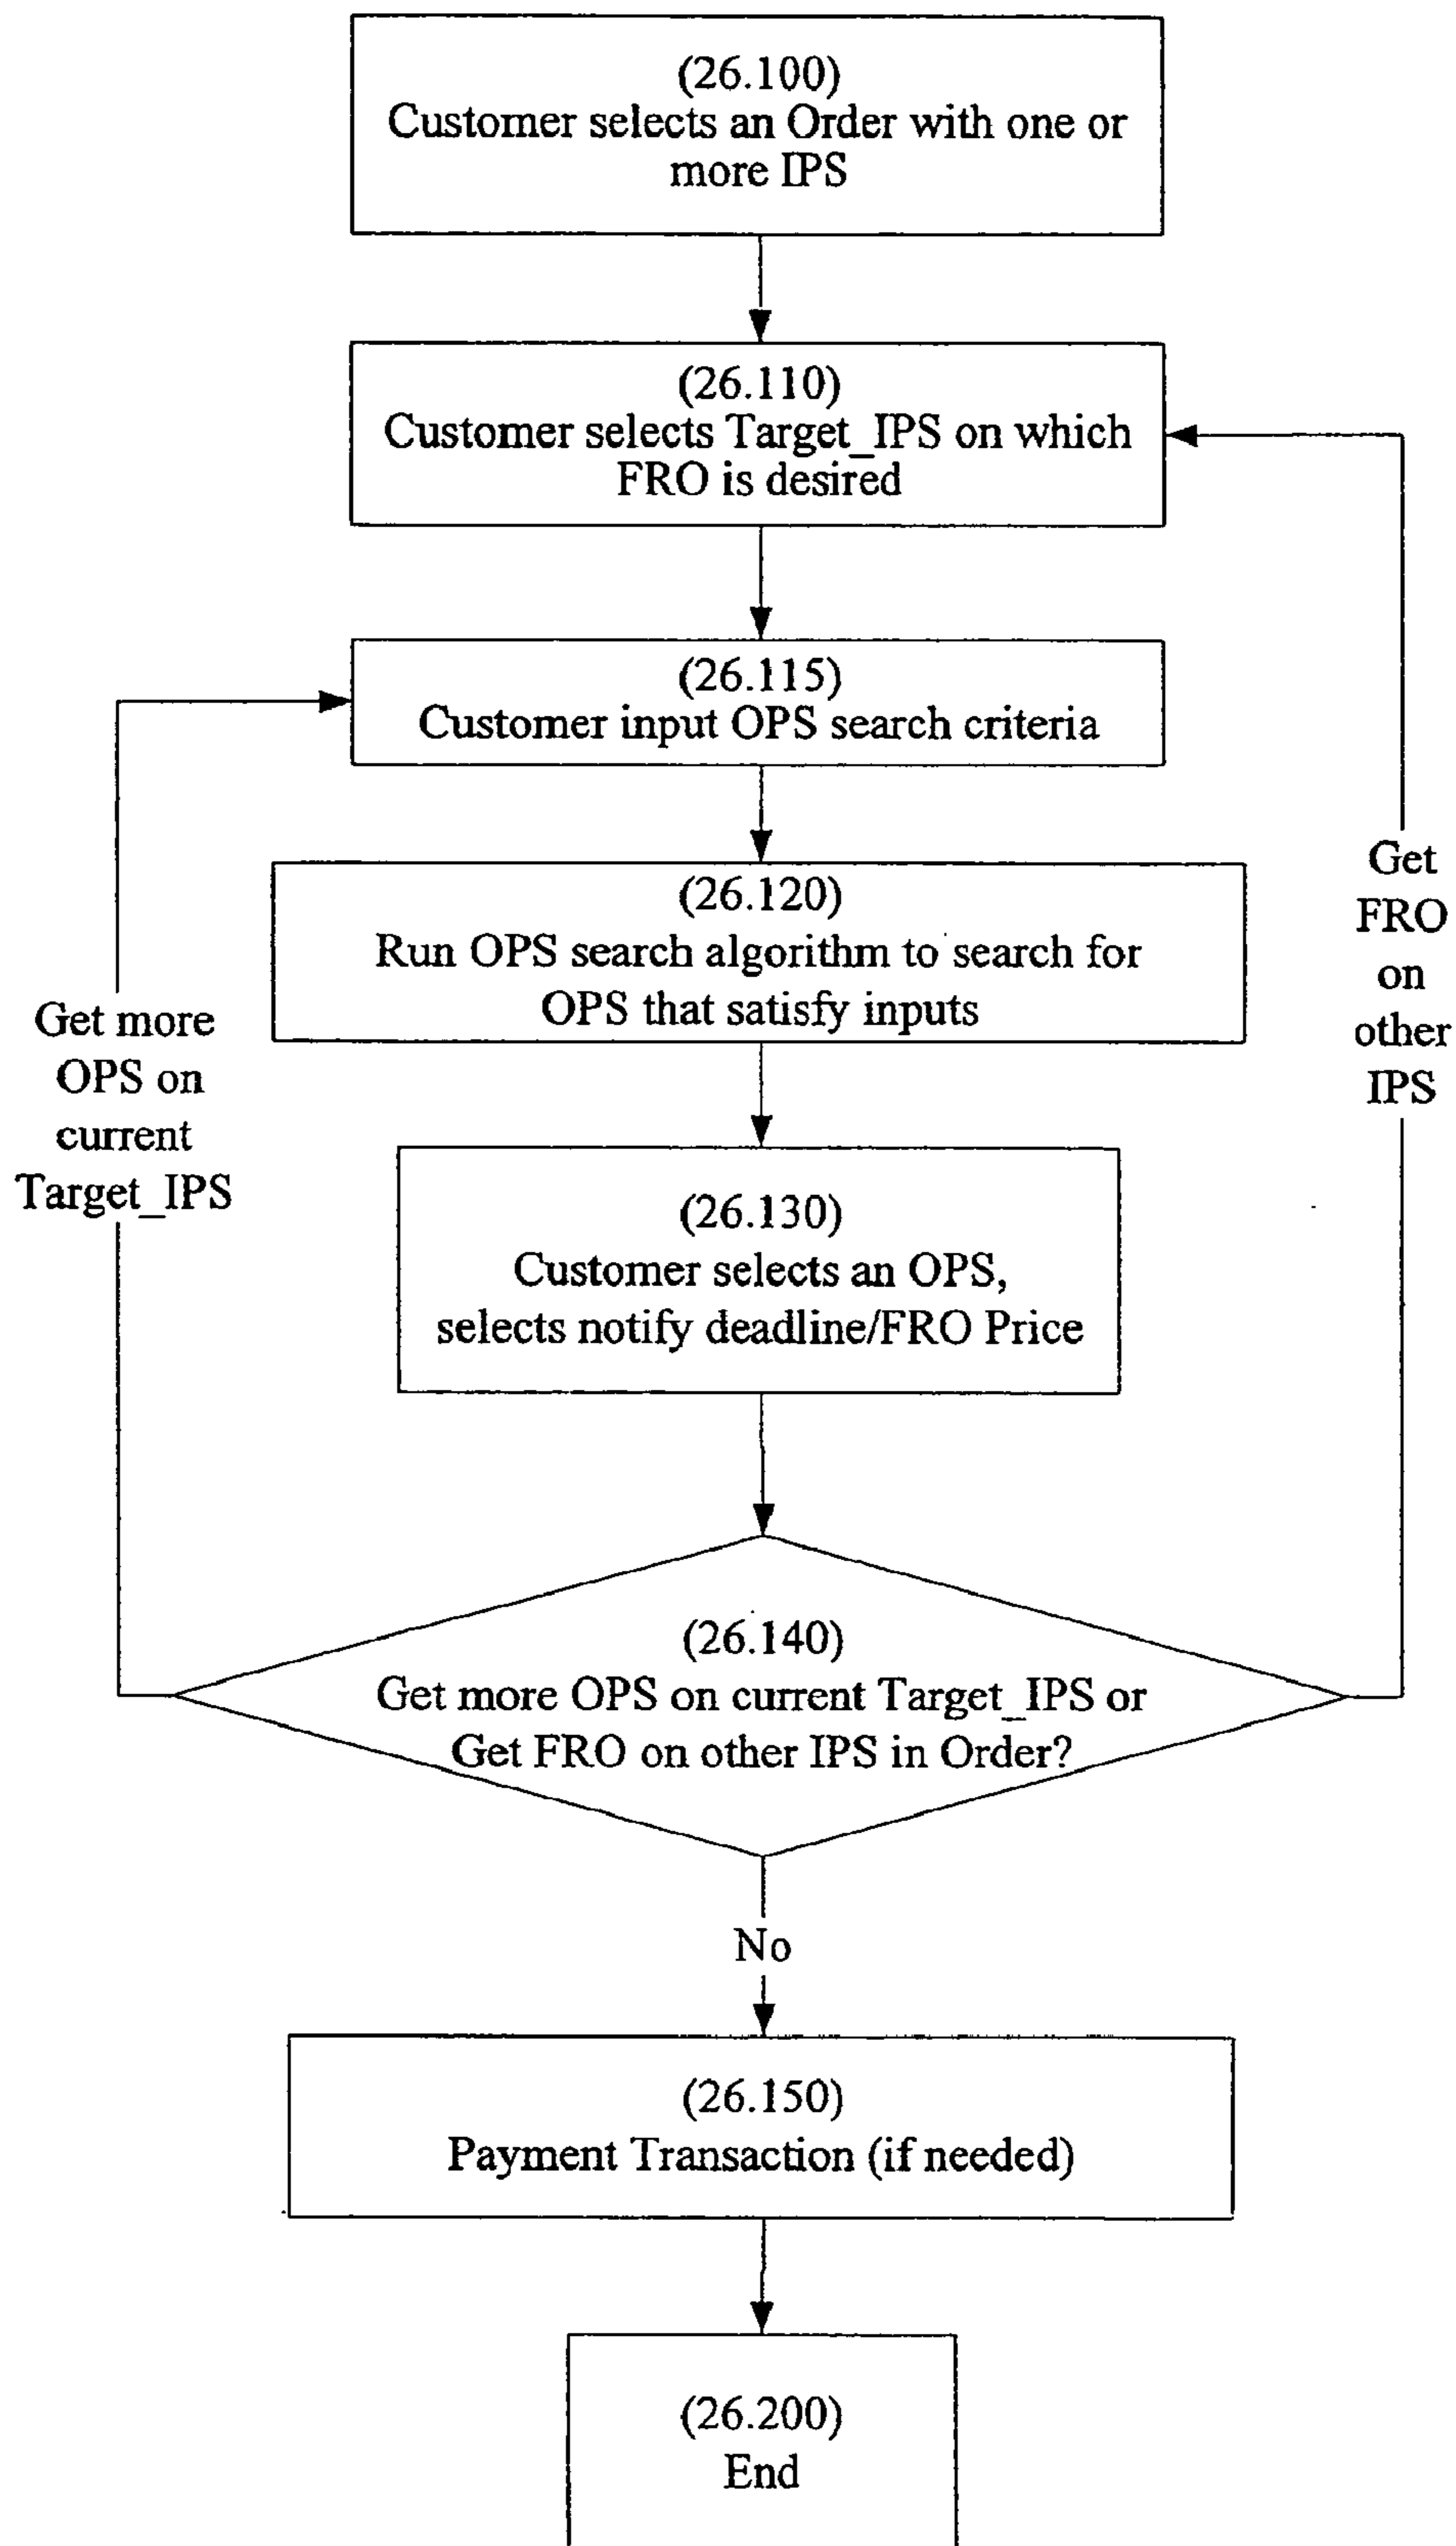 (26.100)
Customer selects an Order with one or
more IPS
(26.110)
Customer selects Target_IPS on which
FRO is desired
(26.115)
Customer input OPS search criteria
(26.120)
Run OPS search algorithm to search for
OPS that satisfy inputs
Get more
OPS on
current
Target_IPS
Get
FRO
on
other
IPS
(26.130)
Customer selects an OPS,
selects notify deadline/FRO Price
(26.140)
Get more OPS on current Target_IPS or
Get FRO on other IPS in Order?
No
(26.150)
Payment Transaction (if needed)
(26.200)
End